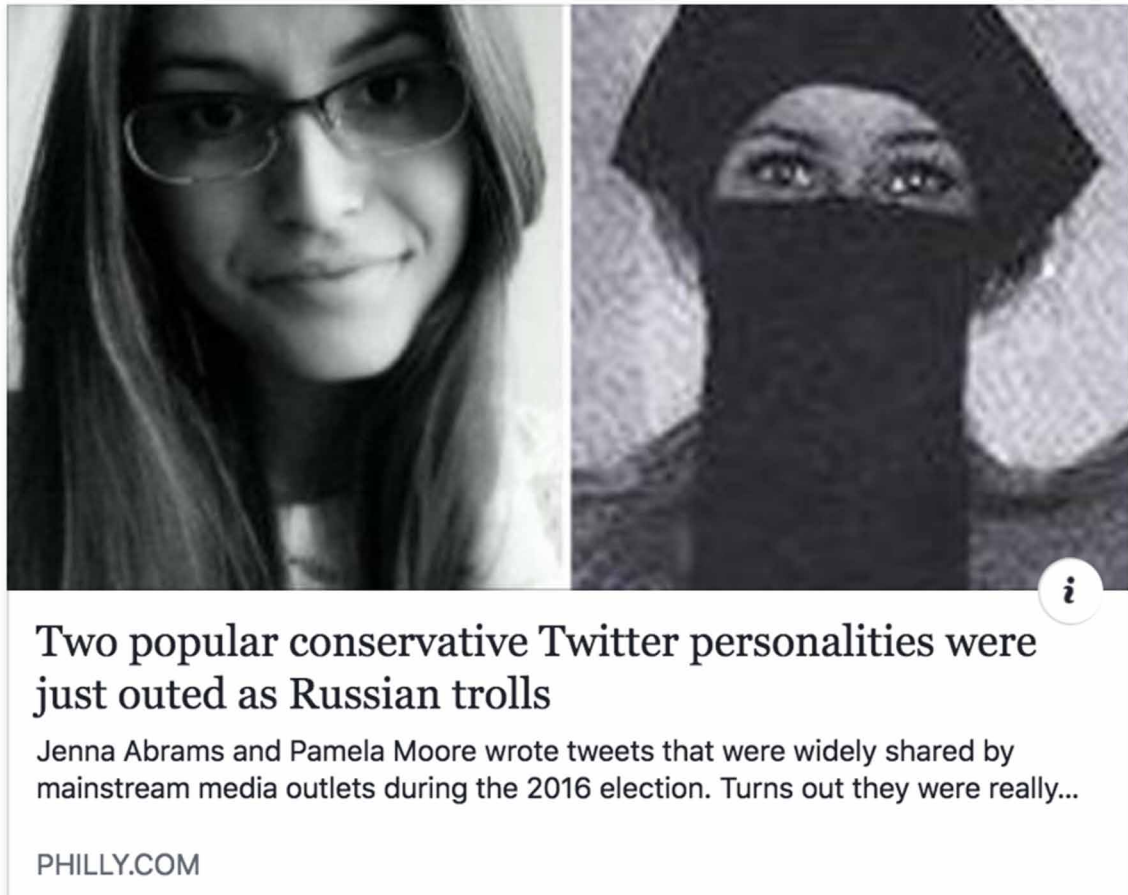 i
Two popular conservative Twitter personalities were
just outed as Russian trolls
Jenna Abrams and Pamela Moore wrote tweets that were widely shared by
mainstream media outlets during the 2016 election. Turns out they were really...
PHILLY.COM